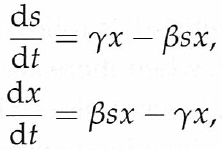 ds/dt = γx − βsx,
dx/dt = βsx − γx,